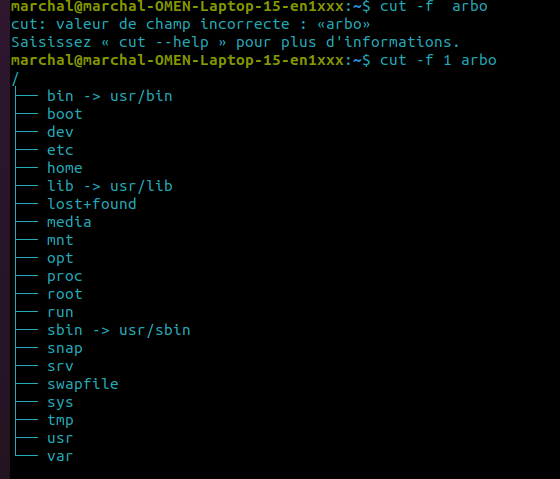 marchal@marchal-OMEN-Laptop-15-en1xxx:~$ cut -f  arbo
cut: valeur de champ incorrecte : «arbo»
Saisissez « cut --help » pour plus d'informations.
marchal@marchal-OMEN-Laptop-15-en1xxx:~$ cut -f 1 arbo
/
├── bin -> usr/bin
├── boot
├── dev
├── etc
├── home
├── lib -> usr/lib
├── lost+found
├── media
├── mnt
├── opt
├── proc
├── root
├── run
├── sbin -> usr/sbin
├── snap
├── srv
├── swapfile
├── sys
├── tmp
├── usr
└── var